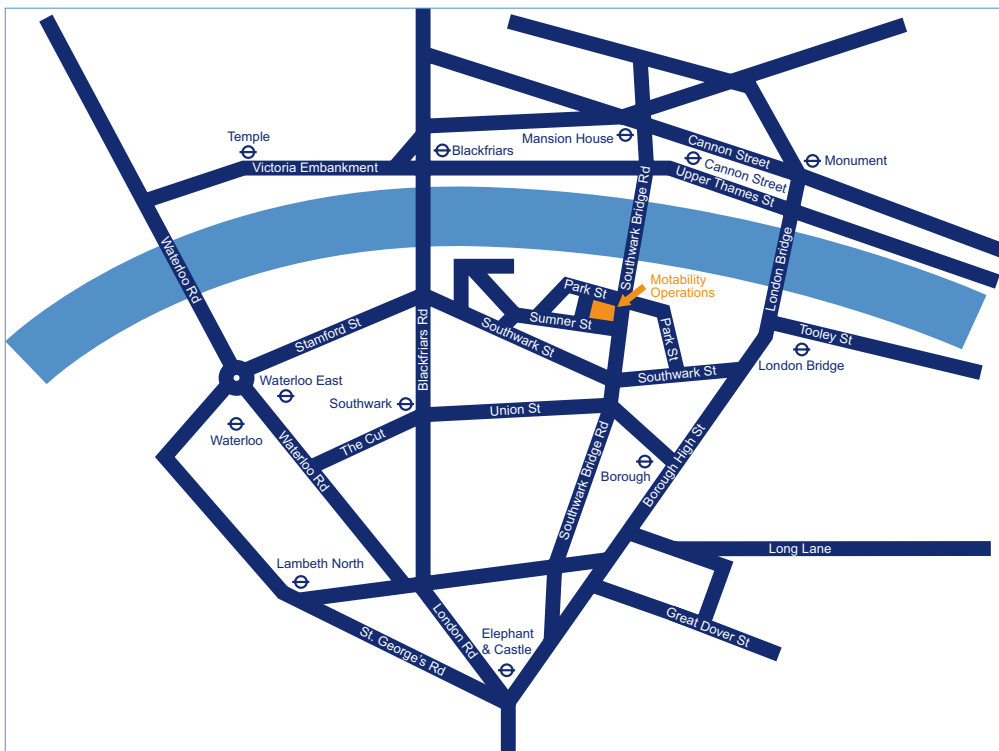 Temple
Victoria Embankment
Blackfriars
Mansion House
Cannon Street
Cannon Street
Upper Thames St
Monument
Waterloo Rd
Southwark Bridge Rd
London Bridge
Motability
Operations
Park St
Sumner St
Park St
Stamford St
Southwark St
Blackfriars Rd
Tooley St
London Bridge
Southwark St
Waterloo East
Southwark
Union St
Waterloo
The Cut
Waterloo Rd
Southwark Bridge Rd
Borough
Borough High St
Long Lane
Lambeth North
London Rd
Great Dover St
Elephant
& Castle
St. George's Rd